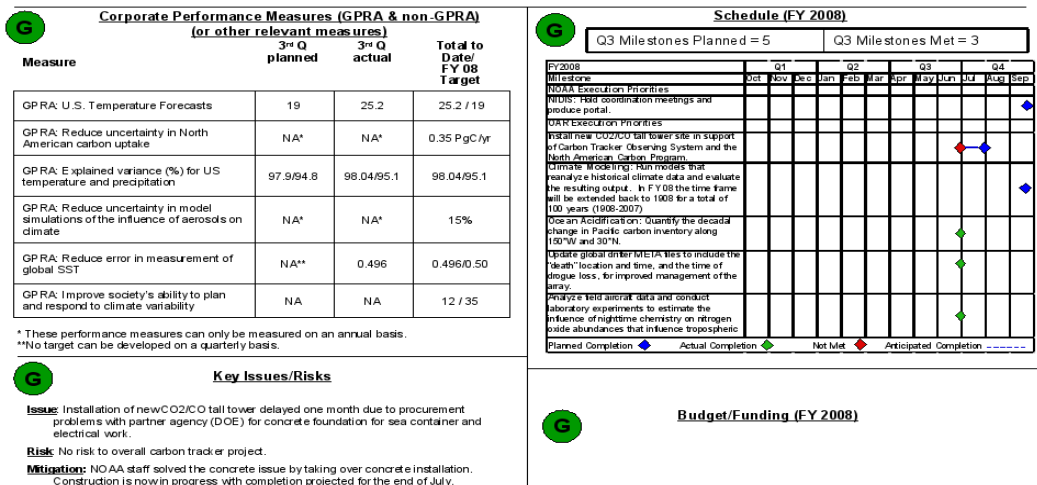 G
Corporate Performance Measures (GPRA & non-GPRA)
(or other relevant measures)
Measure
3rd Q planned
3rd Q actual
Total to Date/ FY 08 Target
GPRA: U.S. Temperature Forecasts 19 25.2 25.2 / 19
GPRA: Reduce uncertainty in North
American carbon uptake NA* NA* 0.35 PgC/yr
GPRA: Explained variance (%) for US
temperature and precipitation 97.9/94.8 98.04/95.1 98.04/95.1
GPRA: Reduce uncertainty in model
simulations of the influence of aerosols on
climate NA* NA* 15%
GPRA: Reduce error in measurement of
global SST NA** 0.496 0.496/0.50
GPRA: Improve society's ability to plan
and respond to climate variability NA NA 12 / 35
* These performance measures can only be measured on an annual basis.
**No target can be developed on a quarterly basis.
G
Schedule (FY 2008)
Q3 Milestones Planned = 5 Q3 Milestones Met = 3
FY2008 Q1 Q2 Q3 Q4
Milestone Oct Nov Dec Jan Feb Mar Apr May Jun Jul Aug Sep
NOAA Execution Priorities
NIDIS: Hold coordination meetings and
produce portal.
OAR Execution Priorities
Install new CO2/CO tall tower site in support
of Carbon Tracker Observing System and the
North American Carbon Program.
Climate Modeling: Run models that
reanalyze historical climate data and evaluate
the resulting output. In FY08 the time frame
will be extended back to 1908 for a total of
100 years (1908-2007)
Ocean Acidification: Quantify the decadal
change in Pacific carbon inventory along
150°W and 30°N.
Update global drifter META files to include the
"death" location and time, and the time of
drogue loss, for improved management of the
array.
Analyze field aircraft data and conduct
laboratory experiments to estimate the
influence of nighttime chemistry on nitrogen
oxide abundances that influence tropospheric
Planned Completion Actual Completion Not Met Anticipated Completion
G
Key Issues/Risks
Issue: Installation of new CO2/CO tall tower delayed one month due to procurement
problems with partner agency (DOE) for concrete foundation for sea container and
electrical work.
Risk: No risk to overall carbon tracker project.
Mitigation: NOAA staff solved the concrete issue by taking over concrete installation.
Construction is now in progress with completion projected for the end of July.
G
Budget/Funding (FY 2008)